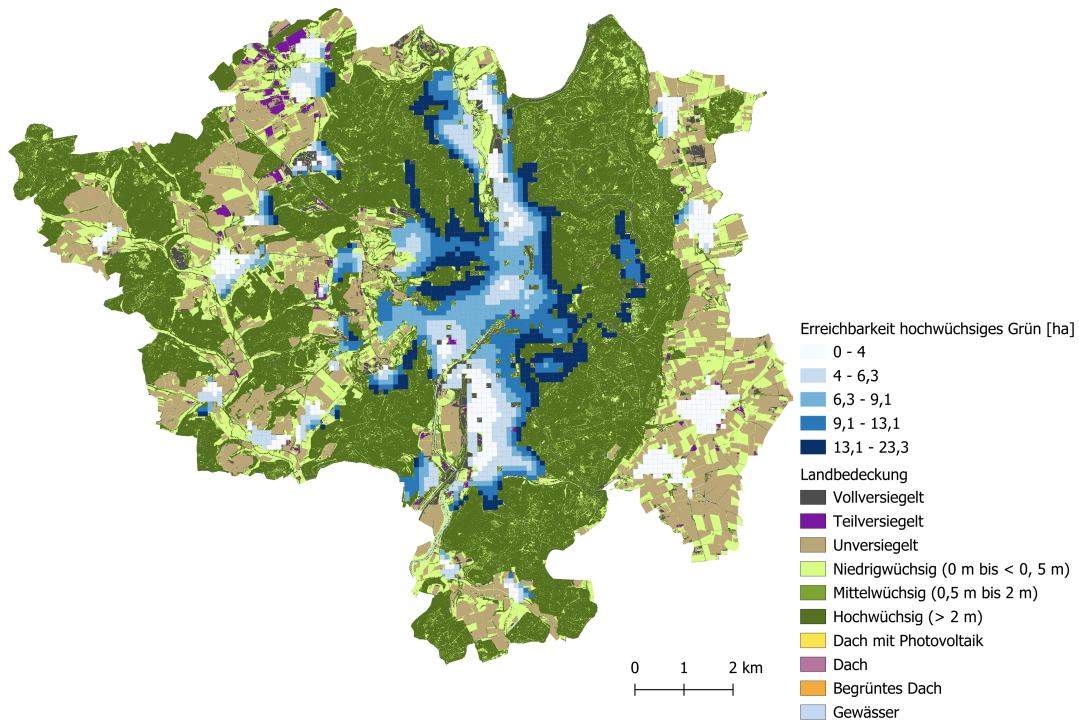 Erreichbarkeit hochwüchsiges Grün [ha]
0 - 4
4 - 6,3
6,3 - 9,1
9,1 - 13,1
13,1 - 23,3
Landbedeckung
Vollversiegelt
Teilversiegelt
Unversiegelt
Niedrigwüchsig (0 m bis < 0, 5 m)
Mittelwüchsig (0,5 m bis 2 m)
Hochwüchsig (> 2 m)
Dach mit Photovoltaik
Dach
Begrüntes Dach
Gewässer
0 1 2 km